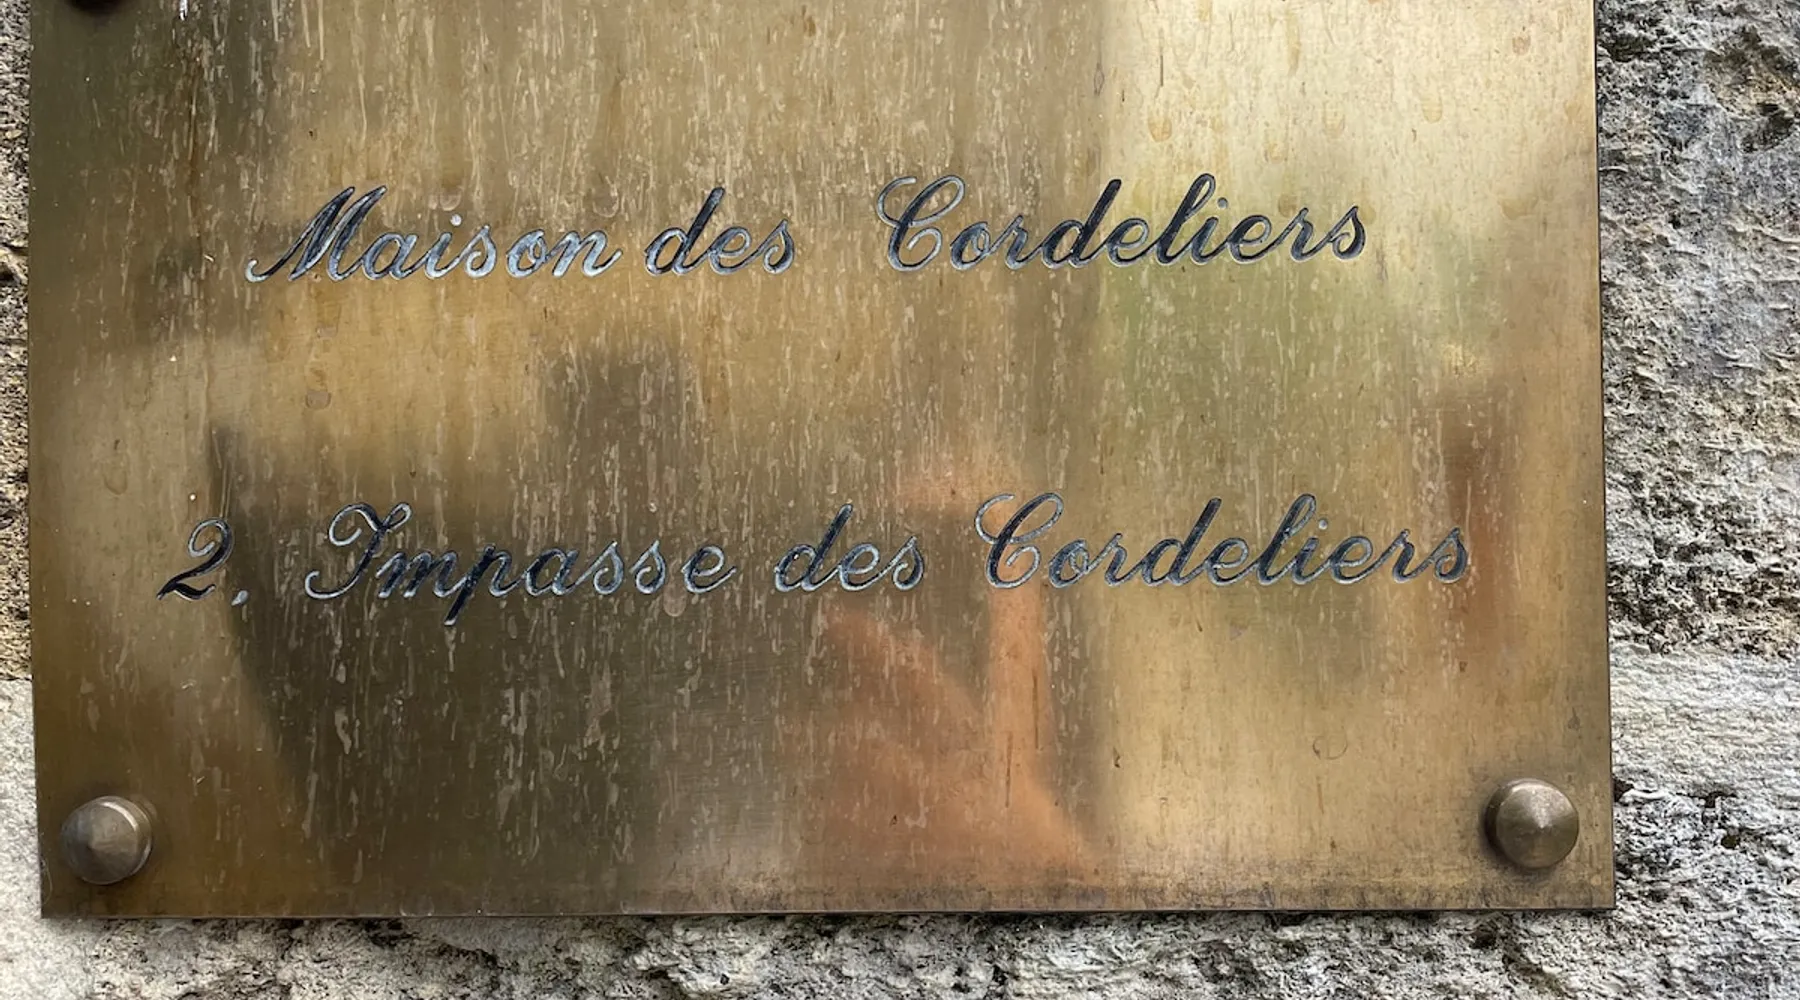 Maison des Cordeliers
2, Impasse des Cordeliers